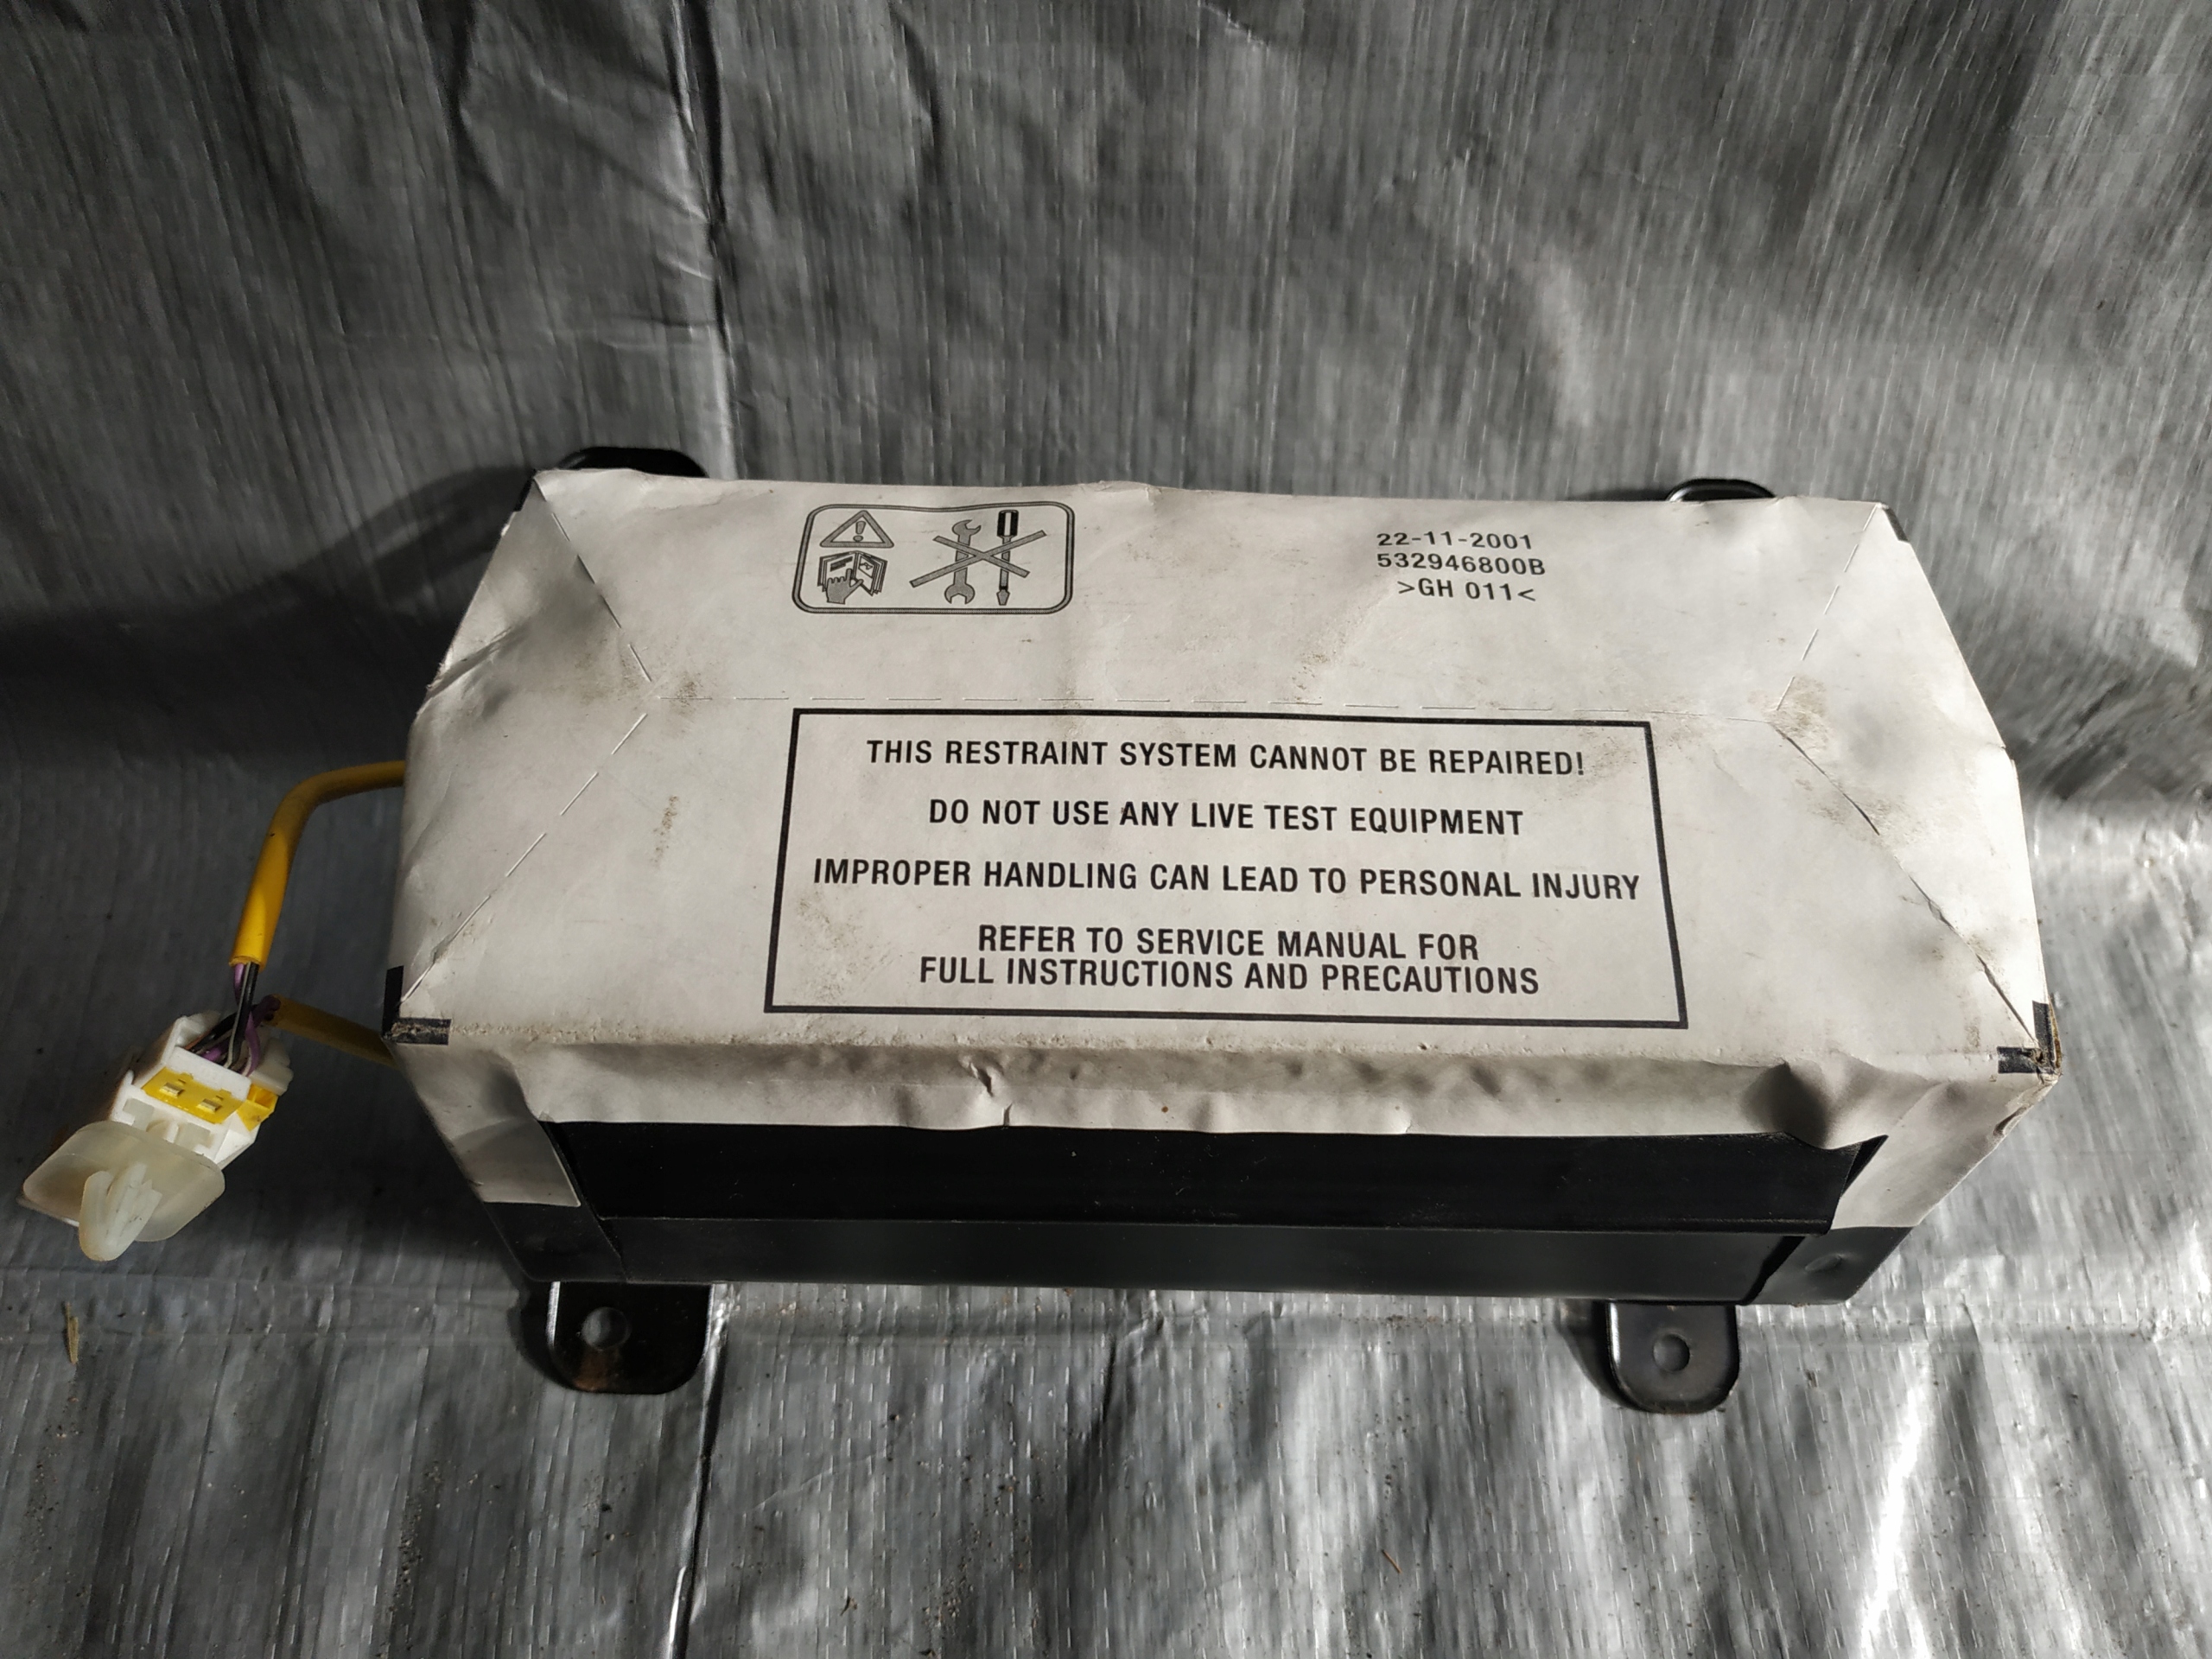 22-11-2001
532946800B
>GH 011<
THIS RESTRAINT SYSTEM CANNOT BE REPAIRED!
DO NOT USE ANY LIVE TEST EQUIPMENT
IMPROPER HANDLING CAN LEAD TO PERSONAL INJURY
REFER TO SERVICE MANUAL FOR
FULL INSTRUCTIONS AND PRECAUTIONS